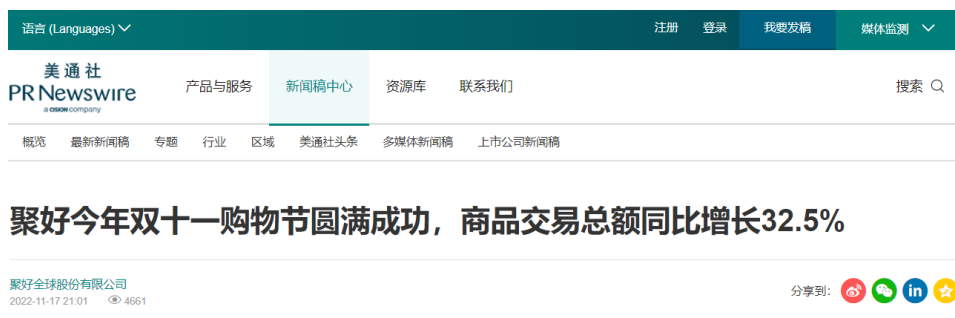 语言 (Languages)
注册 登录 我要发稿 媒体监测
美通社
PR Newswire
a CISION company
产品与服务 新闻稿中心 资源库 联系我们 搜索
概览 最新新闻稿 专题 行业 区域 美通社头条 多媒体新闻稿 上市公司新闻稿
聚好今年双十一购物节圆满成功，商品交易总额同比增长32.5%
聚好全球股份有限公司
2022-11-17 21:01 4661
分享到:
in